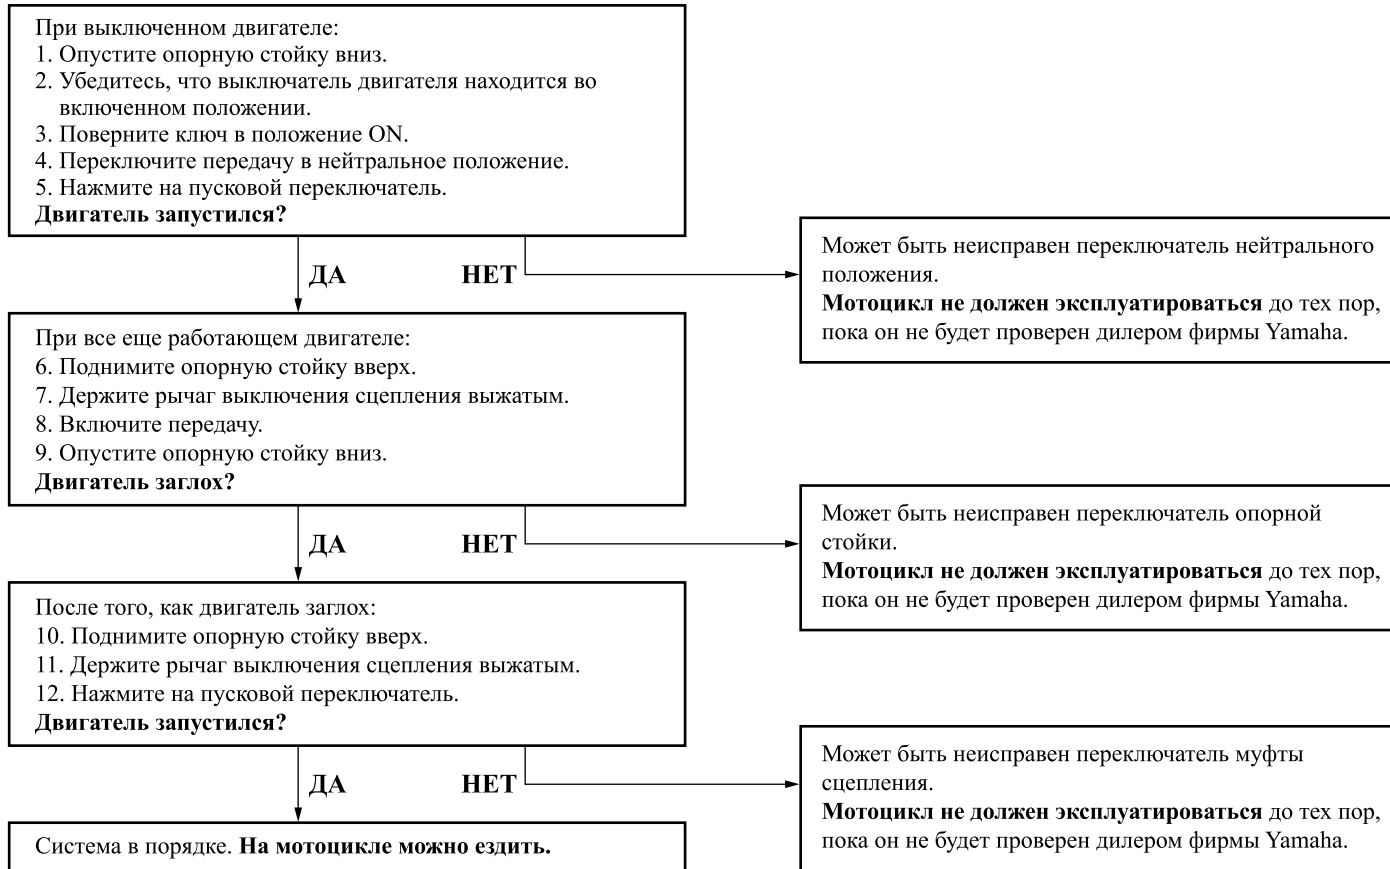 При выключенном двигателе:
1. Опустите опорную стойку вниз.
2. Убедитесь, что выключатель двигателя находится во
включенном положении.
3. Поверните ключ в положение ON.
4. Переключите передачу в нейтральное положение.
5. Нажмите на пусковой переключатель.
Двигатель запустился?
ДА
НЕТ
Может быть неисправен переключатель нейтрального
положения.
Мотоцикл не должен эксплуатироваться до тех пор,
пока он не будет проверен дилером фирмы Yamaha.
При все еще работающем двигателе:
6. Поднимите опорную стойку вверх.
7. Держите рычаг выключения сцепления выжатым.
8. Включите передачу.
9. Опустите опорную стойку вниз.
Двигатель заглох?
ДА
НЕТ
Может быть неисправен переключатель опорной
стойки.
Мотоцикл не должен эксплуатироваться до тех пор,
пока он не будет проверен дилером фирмы Yamaha.
После того, как двигатель заглох:
10. Поднимите опорную стойку вверх.
11. Держите рычаг выключения сцепления выжатым.
12. Нажмите на пусковой переключатель.
Двигатель запустился?
ДА
НЕТ
Может быть неисправен переключатель муфты
сцепления.
Мотоцикл не должен эксплуатироваться до тех пор,
пока он не будет проверен дилером фирмы Yamaha.
Система в порядке. На мотоцикле можно ездить.